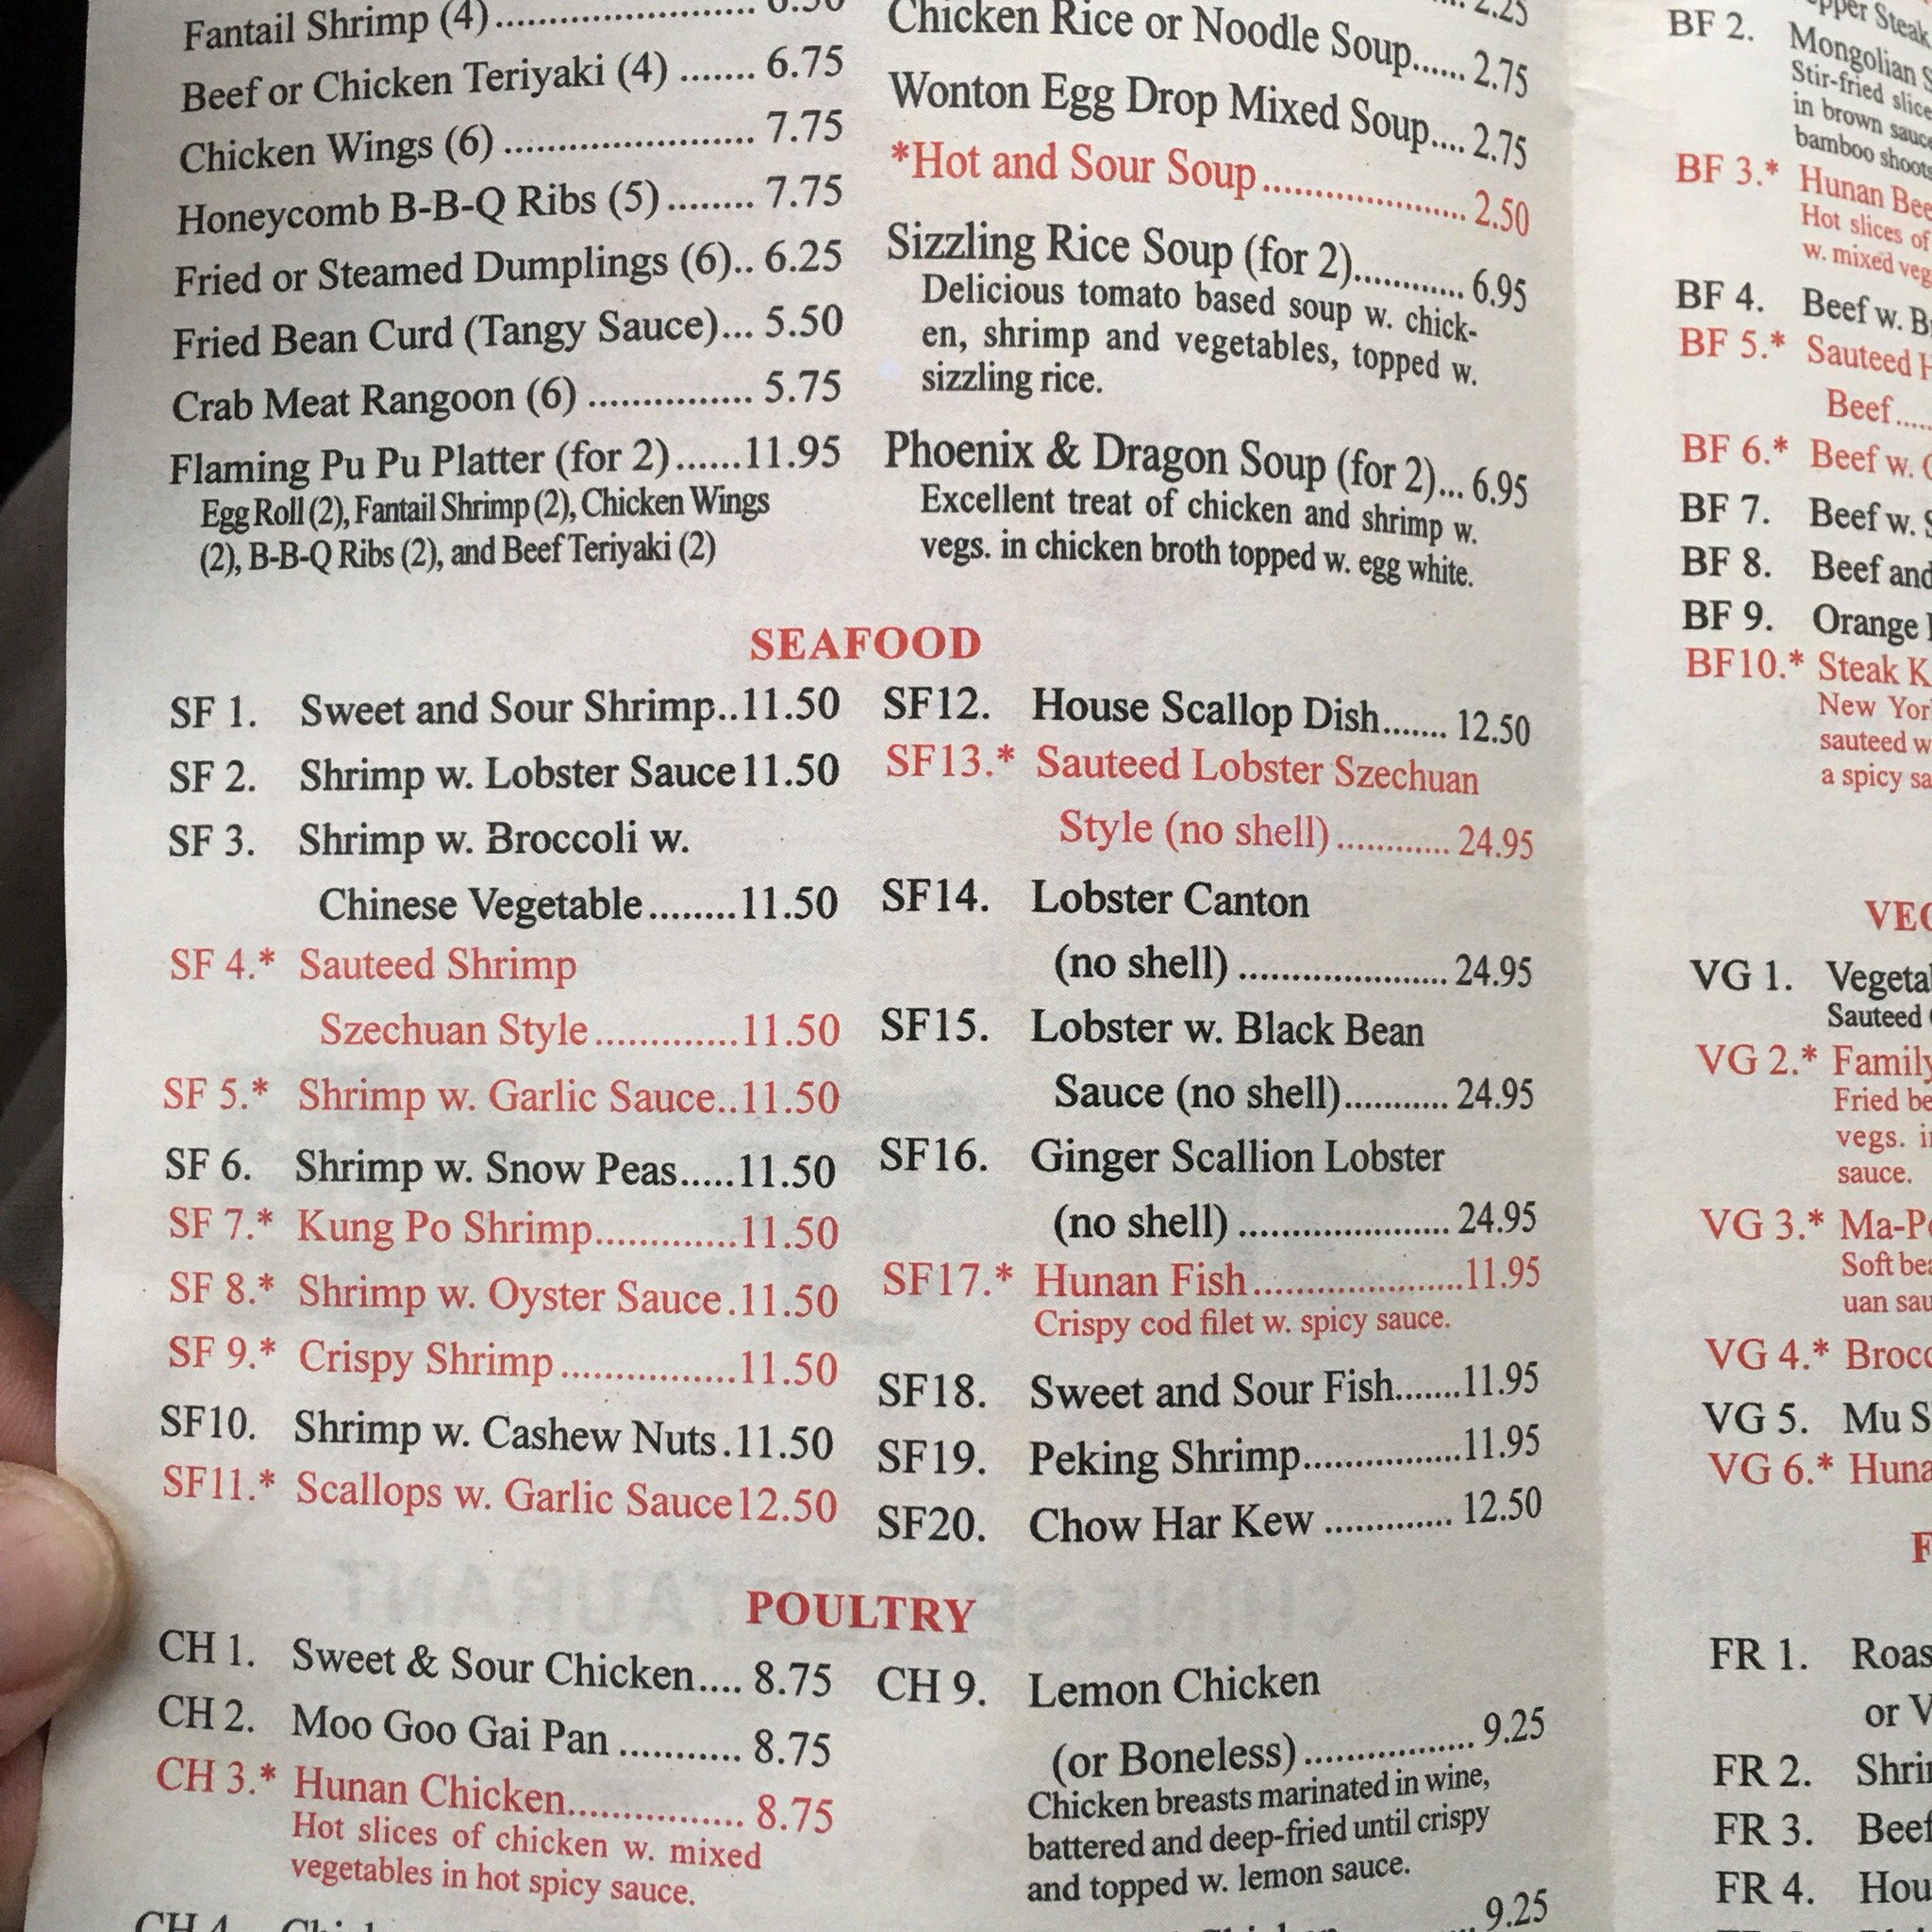 Fantail Shrimp (4)
Beef or Chicken Teriyaki (4) ....... 6.75
Chicken Wings (6) ........................ 7.75
Honeycomb B-B-Q Ribs (5) ........ 7.75
Fried or Steamed Dumplings (6).. 6.25
Fried Bean Curd (Tangy Sauce)... 5.50
Crab Meat Rangoon (6) ............... 5.75
Flaming Pu Pu Platter (for 2) ......11.95
Egg Roll (2), Fantail Shrimp (2), Chicken Wings
(2), B-B-Q Ribs (2), and Beef Teriyaki (2)
2.25
Chicken Rice or Noodle Soup...... 2.75
Wonton Egg Drop Mixed Soup.... 2.75
*Hot and Sour Soup..................... 2.50
Sizzling Rice Soup (for 2)............ 6.95
Delicious tomato based soup w. chick-
en, shrimp and vegetables, topped w.
sizzling rice.
Phoenix & Dragon Soup (for 2)... 6.95
Excellent treat of chicken and shrimp w.
vegs. in chicken broth topped w. egg white.
SEAFOOD
SF 1. Sweet and Sour Shrimp..11.50
SF 2. Shrimp w. Lobster Sauce 11.50
SF 3. Shrimp w. Broccoli w.
Chinese Vegetable ........11.50
SF 4.* Sauteed Shrimp
Szechuan Style .............11.50
SF 5.* Shrimp w. Garlic Sauce..11.50
SF 6. Shrimp w. Snow Peas.....11.50
SF 7.* Kung Po Shrimp.............11.50
SF 8.* Shrimp w. Oyster Sauce.11.50
SF 9.* Crispy Shrimp ................11.50
SF10. Shrimp w. Cashew Nuts.11.50
SF11.* Scallops w. Garlic Sauce12.50
SF12. House Scallop Dish....... 12.50
SF13.* Sauteed Lobster Szechuan
Style (no shell) ............ 24.95
SF14. Lobster Canton
(no shell) ...................... 24.95
SF15. Lobster w. Black Bean
Sauce (no shell)........... 24.95
SF16. Ginger Scallion Lobster
(no shell) ...................... 24.95
SF17.* Hunan Fish......................11.95
Crispy cod filet w. spicy sauce.
SF18. Sweet and Sour Fish.......11.95
SF19. Peking Shrimp.................11.95
SF20. Chow Har Kew ............. 12.50
POULTRY
CH 1. Sweet & Sour Chicken.... 8.75
CH 2. Moo Goo Gai Pan ........... 8.75
CH 3.* Hunan Chicken............... 8.75
Hot slices of chicken w. mixed
vegetables in hot spicy sauce.
CH 9. Lemon Chicken
(or Boneless) ................. 9.25
Chicken breasts marinated in wine,
battered and deep-fried until crispy
and topped w. lemon sauce.
9.25
Steak
BF 2. Mongolian
Stir-fried
in brown
bamboo shoots
BF 3.* Hunan
Hot slices of
w. mixed
BF 4. Beef w.
BF 5.* Sauteed
Beef.....
BF 6.* Beef w.
BF 7. Beef w.
BF 8. Beef and
BF 9. Orange
BF10.* Steak
New
sauteed
a spicy
VG 1.
Sauteed
VG 2.* Family
Fried
vegs.
sauce.
VG 3.*
Soft
VG 4.*
VG 5. Mu
VG 6.*
FR 1.
or
FR 2.
FR 3. Beef
FR 4.